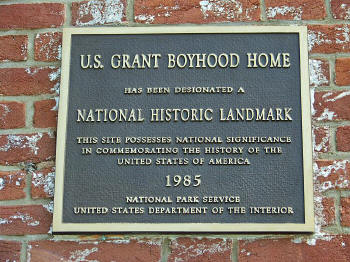 U.S. GRANT BOYHOOD HOME
HAS BEEN DESIGNATED A
NATIONAL HISTORIC LANDMARK
THIS SITE POSSESSES NATIONAL SIGNIFICANCE
IN COMMEMORATING THE HISTORY OF THE
UNITED STATES OF AMERICA
1985
NATIONAL PARK SERVICE
UNITED STATES DEPARTMENT OF THE INTERIOR